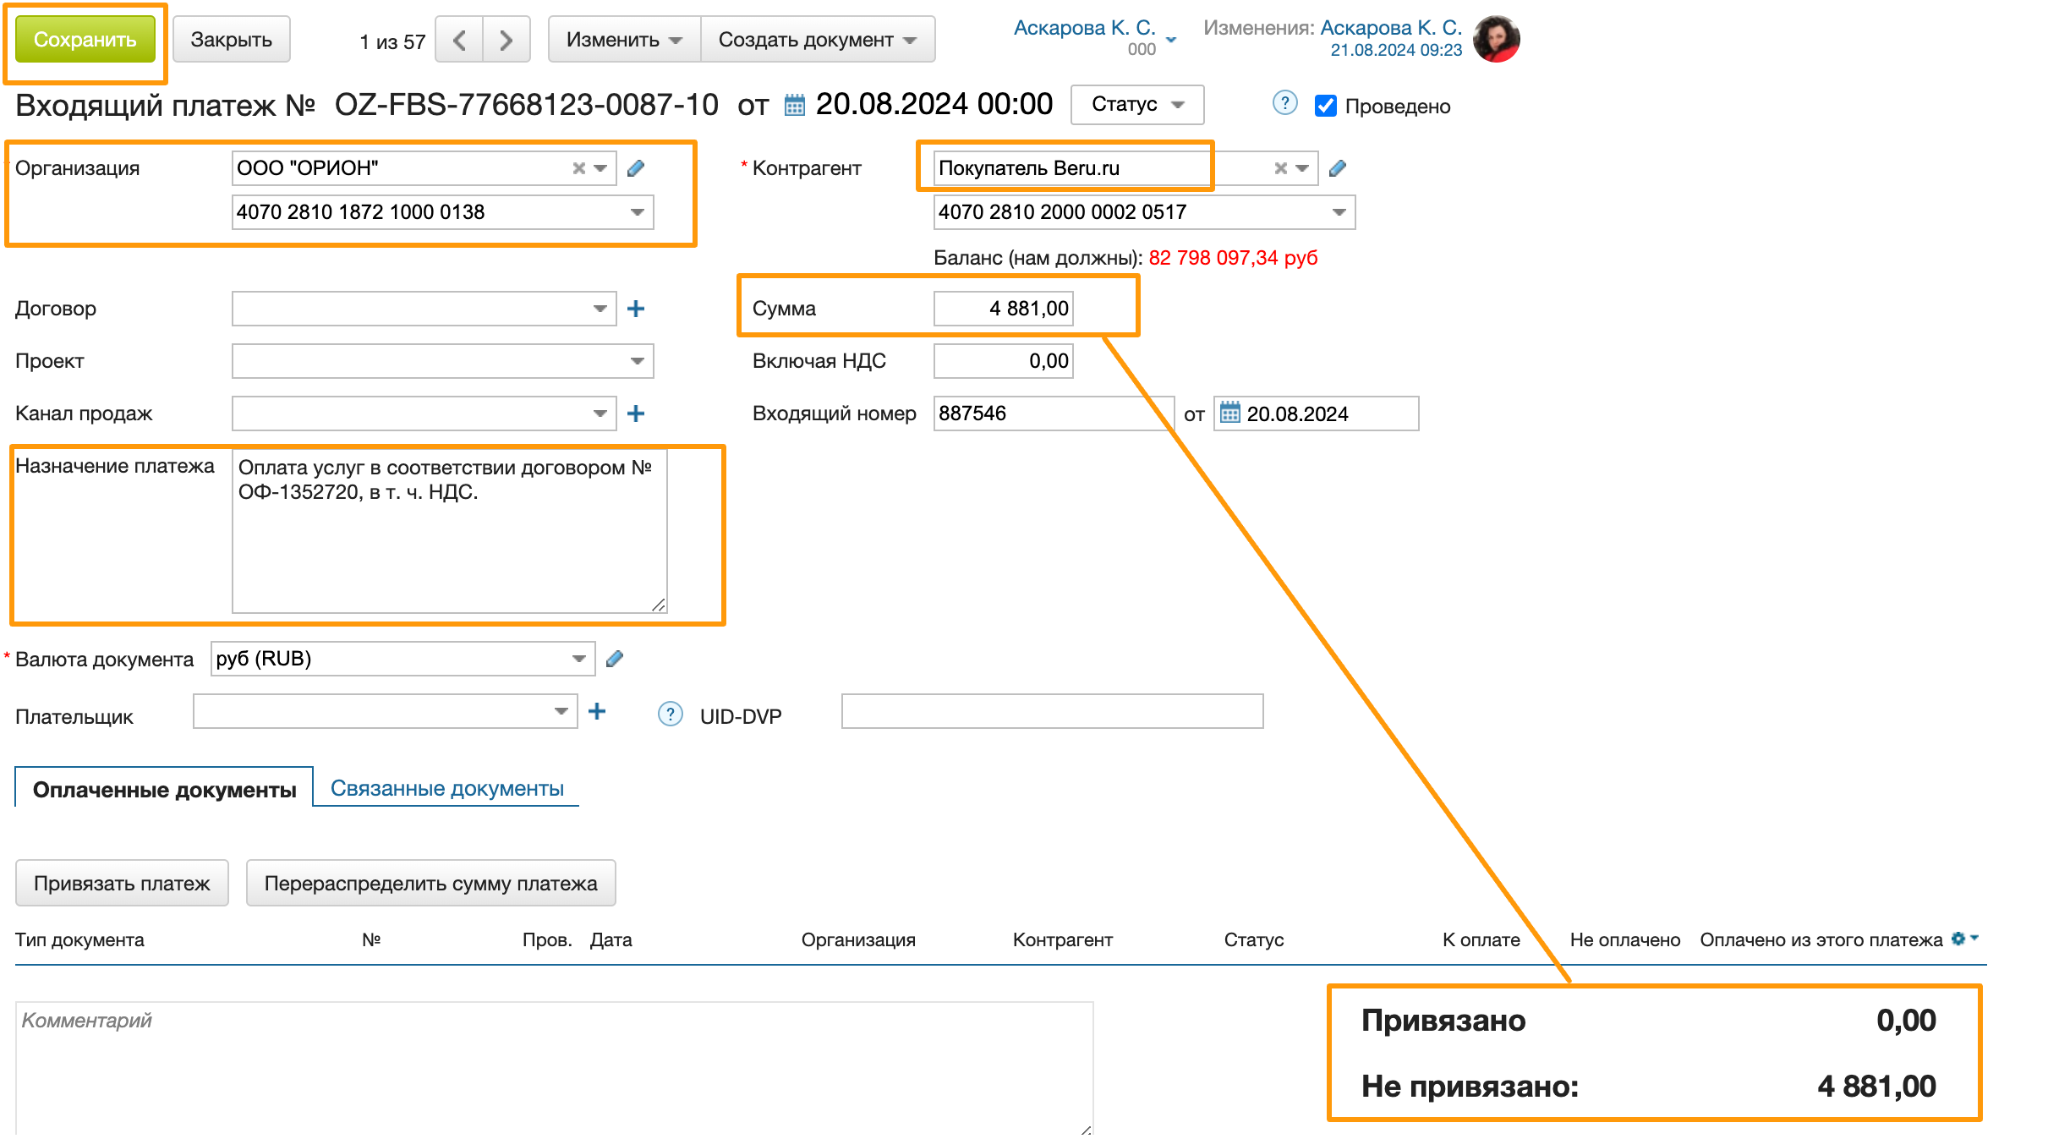 Сохранить Закрыть 1 из 57 Изменить Создать документ Аскарова К. С. Изменения: Аскарова К. С.
000 21.08.2024 09:23
Входящий платеж № OZ-FBS-77668123-0087-10 от 20.08.2024 00:00 Статус ? Проведено
Организация ООО "ОРИОН" * Контрагент Покупатель Beru.ru
4070 2810 1872 1000 0138 4070 2810 2000 0002 0517
Баланс (нам должны): 82 798 097,34 руб
Договор Сумма 4 881,00
Проект Включая НДС 0,00
Канал продаж Входящий номер 887546 от 20.08.2024
Назначение платежа Оплата услуг в соответствии договором №
ОФ-1352720, в т. ч. НДС.
* Валюта документа руб (RUB)
Плательщик ? UID-DVP
Оплаченные документы Связанные документы
Привязать платеж Перераспределить сумму платежа
Тип документа № Пров. Дата Организация Контрагент Статус К оплате Не оплачено Оплачено из этого платежа
Комментарий Привязано 0,00
Не привязано: 4 881,00